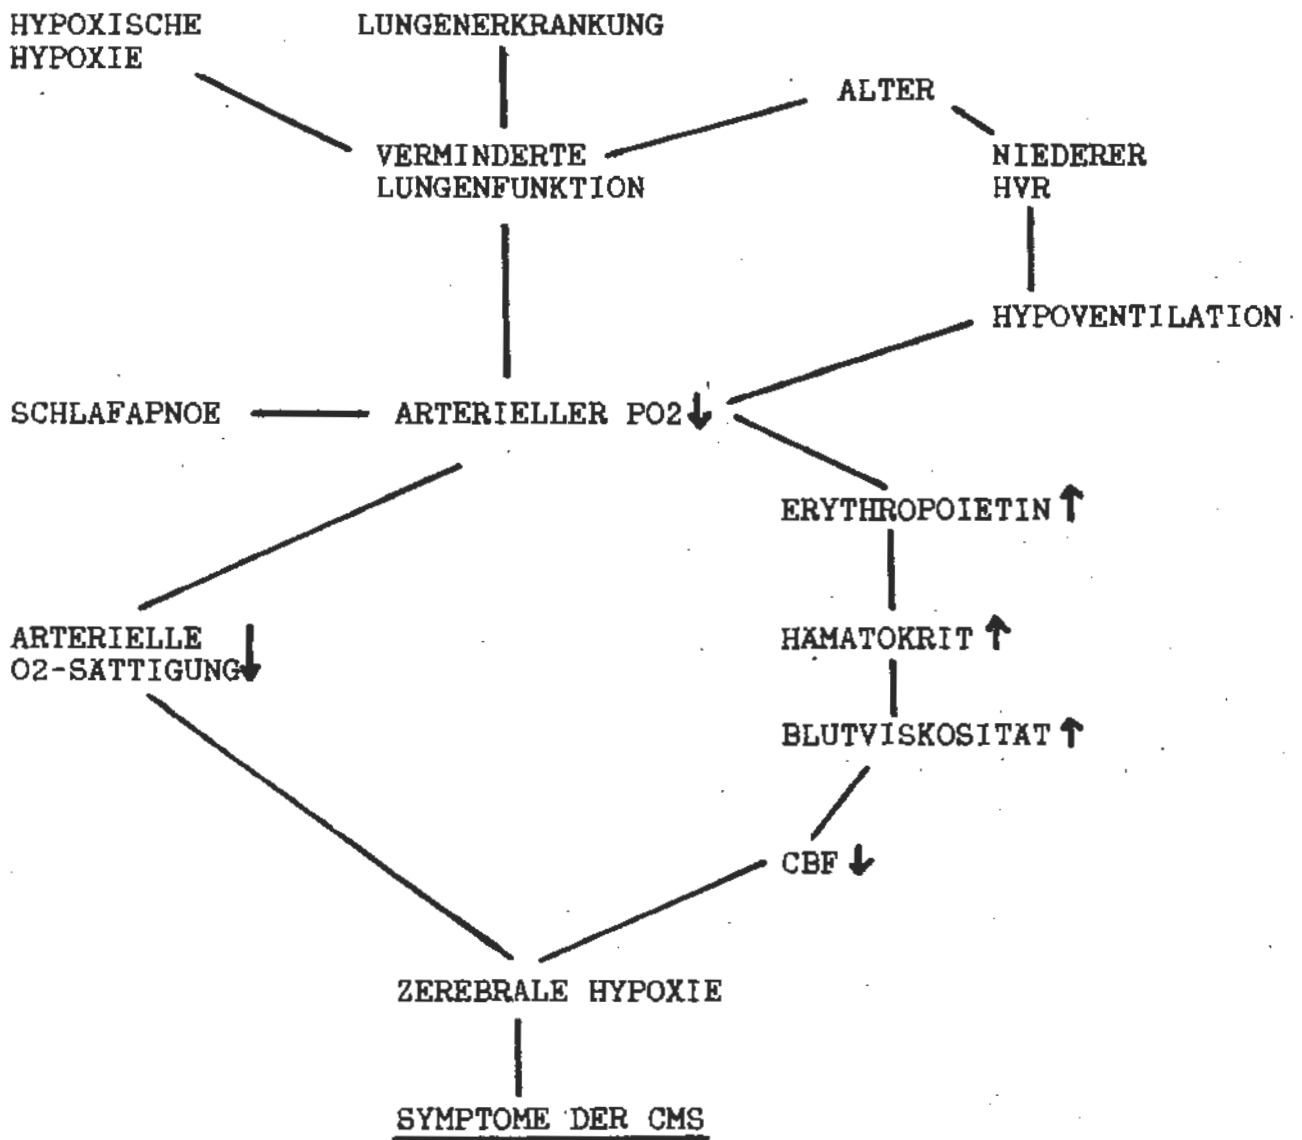 HYPOXISCHE
HYPOXIE
LUNGENERKRANKUNG
ALTER
VERMINDERTE
LUNGENFUNKTION
NIEDERER
HVR
HYPOVENTILATION
SCHLAFAPNOE
ARTERIELLER PO2↓
ERYTHROPOIETIN↑
ARTERIELLE
O2-SÄTTIGUNG↓
HÄMATOKRIT↑
BLUTVISKOSITÄT↑
CBF↓
ZEREBRALE HYPOXIE
SYMPTOME DER CMS